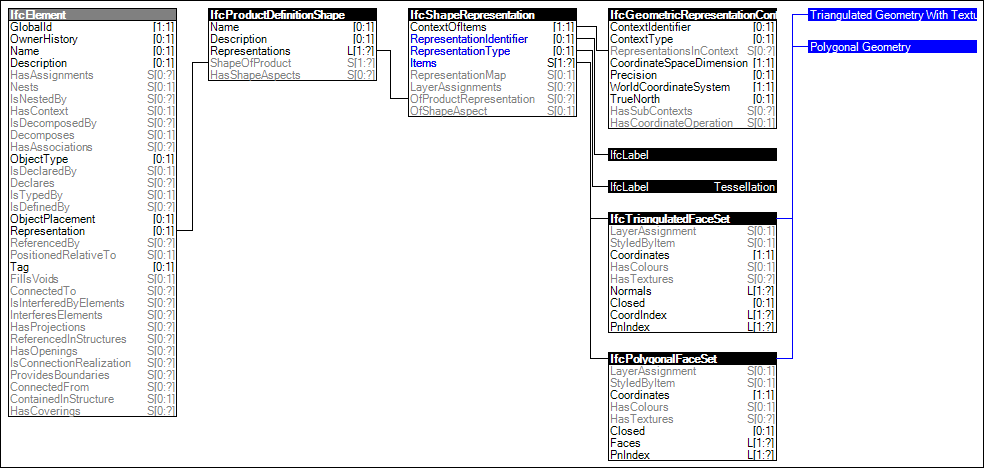 IfcElement
GlobalId [1:1]
OwnerHistory [0:1]
Name [0:1]
Description [0:1]
HasAssignments S[0:?]
Nests S[0:1]
IsNestedBy S[0:?]
HasContext S[0:1]
IsDecomposedBy S[0:?]
Decomposes S[0:1]
HasAssociations S[0:?]
ObjectType [0:1]
IsDeclaredBy S[0:1]
Declares S[0:?]
IsTypedBy S[0:1]
IsDefinedBy S[0:?]
ObjectPlacement [0:1]
Representation [0:1]
ReferencedBy S[0:?]
PositionedRelativeTo S[0:1]
Tag [0:1]
FillsVoids S[0:1]
ConnectedTo S[0:?]
IsInterferedByElements S[0:?]
InterferesElements S[0:?]
HasProjections S[0:?]
ReferencedInStructures S[0:?]
HasOpenings S[0:?]
IsConnectionRealization S[0:?]
ProvidesBoundaries S[0:?]
ConnectedFrom S[0:?]
ContainedInStructure S[0:1]
HasCoverings S[0:?]
IfcProductDefinitionShape
Name [0:1]
Description [0:1]
Representations L[1:?]
ShapeOfProduct S[1:?]
HasShapeAspects S[0:?]
IfcShapeRepresentation
ContextOfItems [1:1]
RepresentationIdentifier [0:1]
RepresentationType [0:1]
Items S[1:?]
RepresentationMap S[0:1]
LayerAssignments S[0:?]
OfProductRepresentation S[0:?]
OfShapeAspect S[0:1]
IfcGeometricRepresentationCont
ContextIdentifier [0:1]
ContextType [0:1]
RepresentationsInContext S[0:?]
CoordinateSpaceDimension [1:1]
Precision [0:1]
WorldCoordinateSystem [1:1]
TrueNorth [0:1]
HasSubContexts S[0:?]
HasCoordinateOperation S[0:1]
IfcLabel
IfcLabel Tessellation
IfcTriangulatedFaceSet
LayerAssignment S[0:1]
StyledByItem S[0:1]
Coordinates [1:1]
HasColours S[0:1]
HasTextures S[0:?]
Normals L[1:?]
Closed [0:1]
CoordIndex L[1:?]
PnIndex L[1:?]
IfcPolygonalFaceSet
LayerAssignment S[0:1]
StyledByItem S[0:1]
Coordinates [1:1]
HasColours S[0:1]
HasTextures S[0:?]
Closed [0:1]
Faces L[1:?]
PnIndex L[1:?]
Triangulated Geometry With Textu
Polygonal Geometry